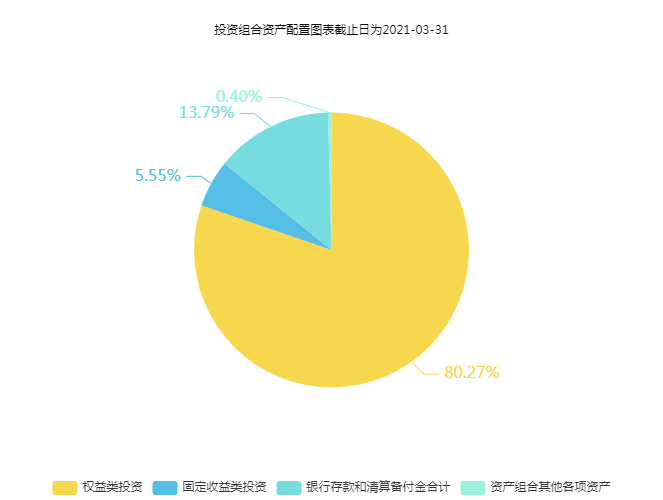 投资组合资产配置图表截止日为2021-03-31
0.40%
13.79%
5.55%
80.27%
权益类投资 固定收益类投资 银行存款和清算备付金合计 资产组合其他各项资产